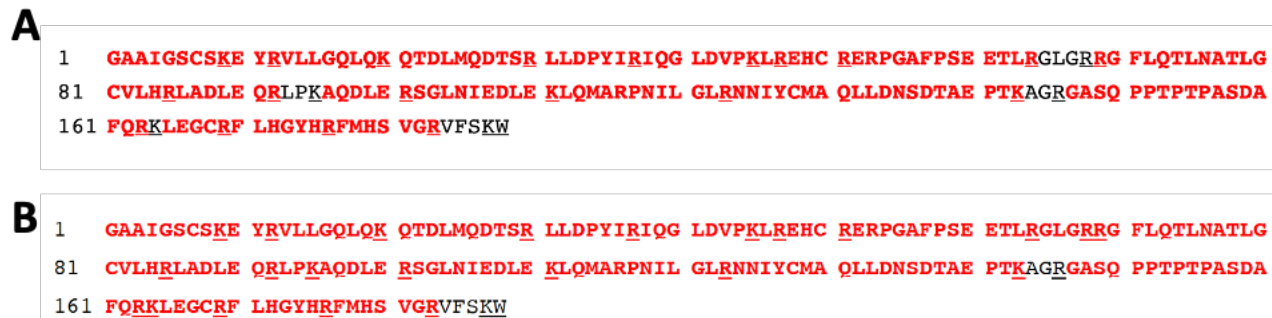 A
1 GAAIGSCSKE YRVLLGQLQK QTDLMQDTSR LLDPYIRIQG LDVPKLREHC RERPGAFPSE ETLRGLGRRG FLQTLNATLG
81 CVLHRLADLE QRLPKAQDLE RSGLNIEDLE KLQMARPNIL GLRNNIYCMA QLLDNSDTAE PTKAGRGASQ PPTPTPASDA
161 FQRKLEGCRF LHGYHRFMHS VGRVFSKW
B
1 GAAIGSCSKE YRVLLGQLQK QTDLMQDTSR LLDPYIRIQG LDVPKLREHC RERPGAFPSE ETLRGLGRRG FLQTLNATLG
81 CVLHRLADLE QRLPKAQDLE RSGLNIEDLE KLQMARPNIL GLRNNIYCMA QLLDNSDTAE PTKAGRGASQ PPTPTPASDA
161 FQRKLEGCRF LHGYHRFMHS VGRVFSKW